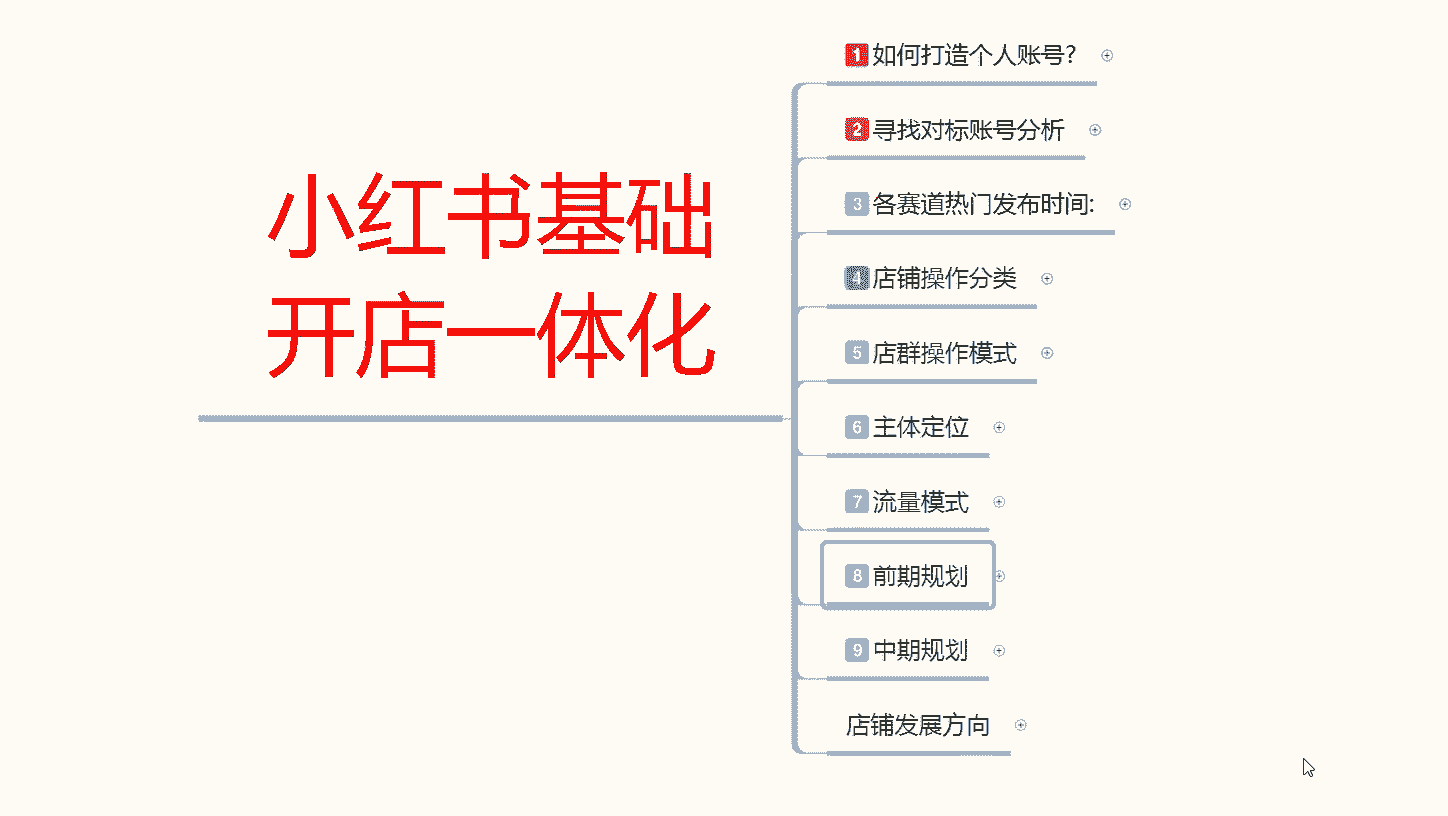 小红书基础
开店一体化
1 如何打造个人账号?
2 寻找对标账号分析
3 各赛道热门发布时间:
4 店铺操作分类
5 店群操作模式
6 主体定位
7 流量模式
8 前期规划
9 中期规划
店铺发展方向